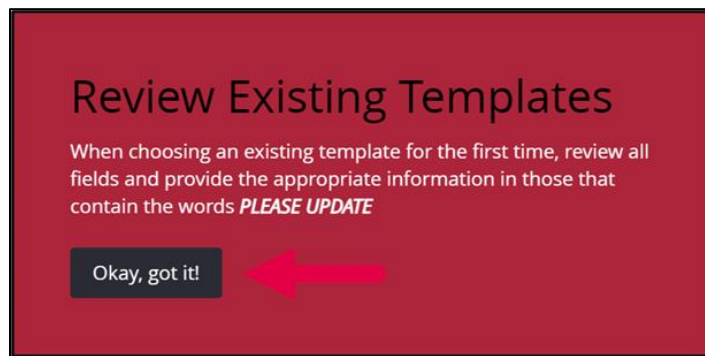 Review Existing Templates
When choosing an existing template for the first time, review all
fields and provide the appropriate information in those that
contain the words PLEASE UPDATE
Okay, got it!